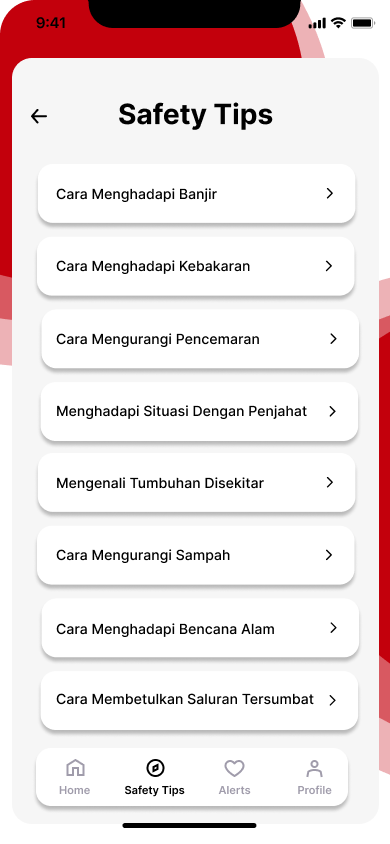 9:41
Safety Tips
Cara Menghadapi Banjir
Cara Menghadapi Kebakaran
Cara Mengurangi Pencemaran
Menghadapi Situasi Dengan Penjahat
Mengenali Tumbuhan Disekitar
Cara Mengurangi Sampah
Cara Menghadapi Bencana Alam
Cara Membetulkan Saluran Tersumbat
Home Safety Tips Alerts Profile